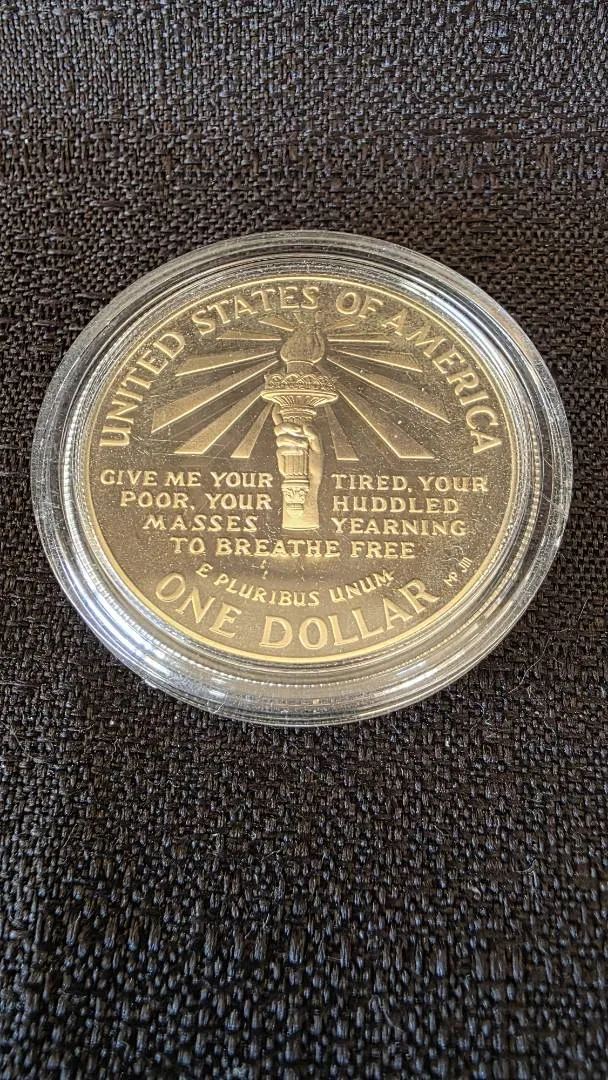 UNITED STATES OF AMERICA
GIVE ME YOUR TIRED, YOUR
POOR, YOUR HUDDLED
MASSES YEARNING
TO BREATHE FREE
E PLURIBUS UNUM
ONE DOLLAR